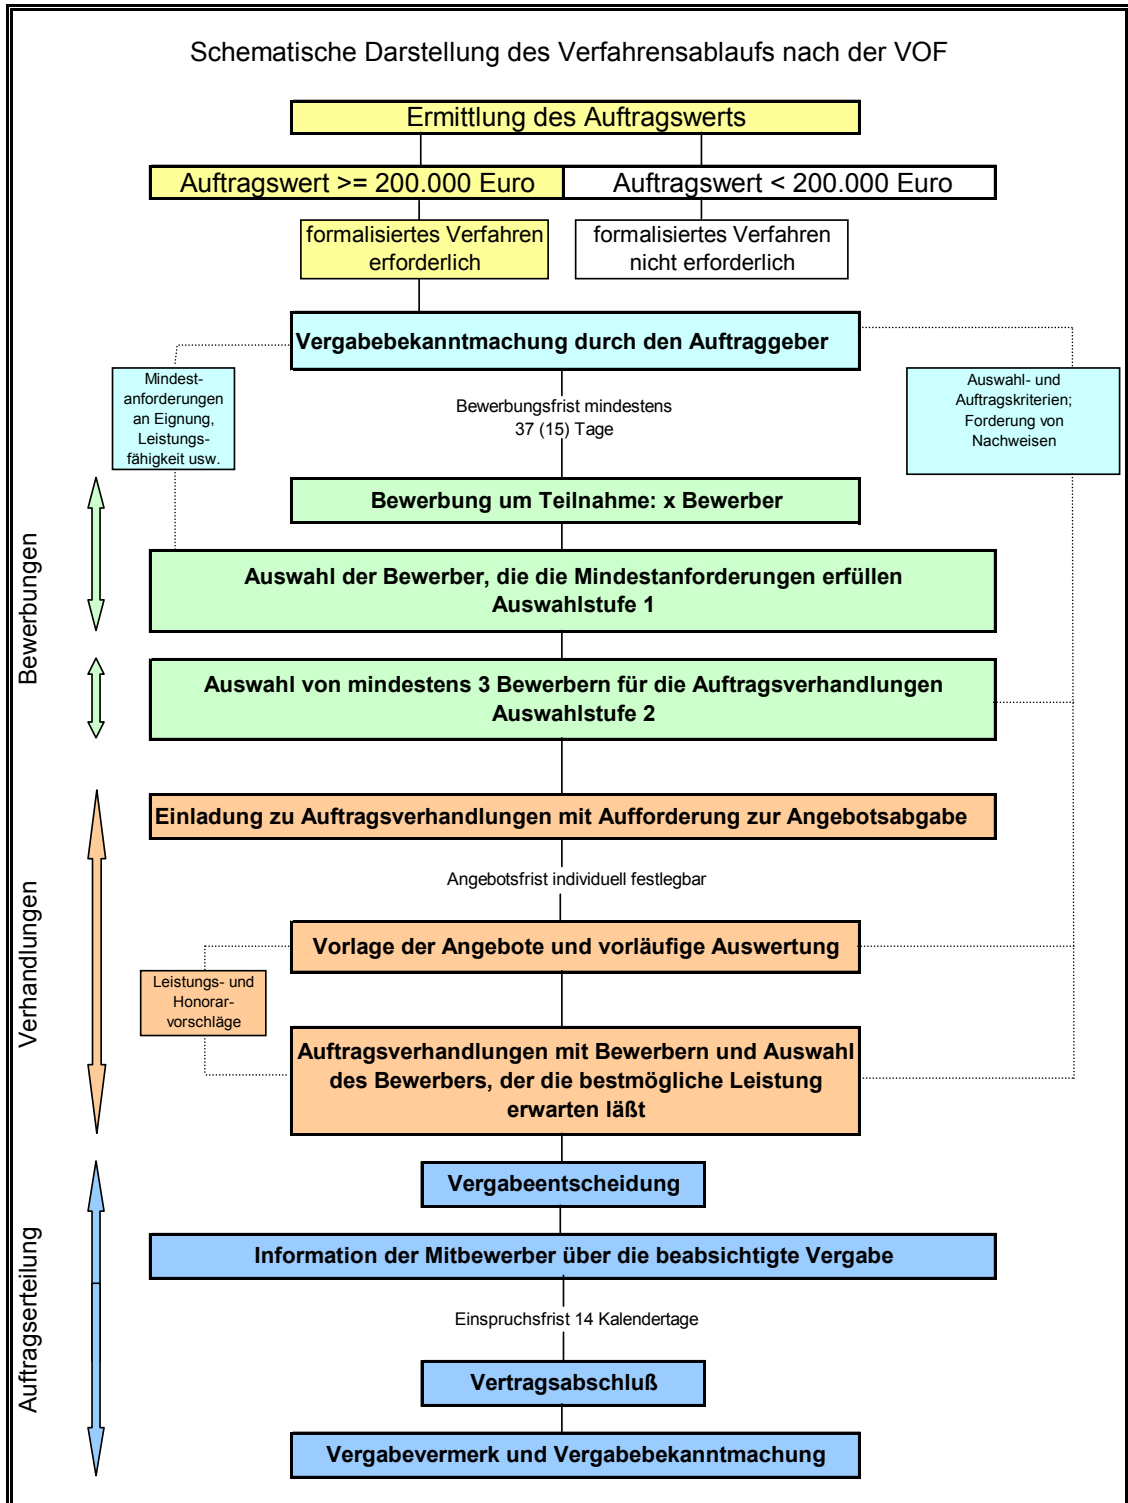 Schematische Darstellung des Verfahrensablaufs nach der VOF
Ermittlung des Auftragswerts
Auftragswert >= 200.000 Euro
Auftragswert < 200.000 Euro
formalisiertes Verfahren
erforderlich
formalisiertes Verfahren
nicht erforderlich
Vergabebekanntmachung durch den Auftraggeber
Mindest-
anforderungen
an Eignung,
Leistungs-
fähigkeit usw.
Auswahl- und
Auftragskriterien;
Forderung von
Nachweisen
Bewerbungsfrist mindestens
37 (15) Tage
Bewerbungen
Bewerbung um Teilnahme: x Bewerber
Auswahl der Bewerber, die die Mindestanforderungen erfüllen
Auswahlstufe 1
Auswahl von mindestens 3 Bewerbern für die Auftragsverhandlungen
Auswahlstufe 2
Verhandlungen
Einladung zu Auftragsverhandlungen mit Aufforderung zur Angebotsabgabe
Angebotsfrist individuell festlegbar
Vorlage der Angebote und vorläufige Auswertung
Leistungs- und
Honorar-
vorschläge
Auftragsverhandlungen mit Bewerbern und Auswahl
des Bewerbers, der die bestmögliche Leistung
erwarten läßt
Auftragserteilung
Vergabeentscheidung
Information der Mitbewerber über die beabsichtigte Vergabe
Einspruchsfrist 14 Kalendertage
Vertragsabschluß
Vergabevermerk und Vergabebekanntmachung